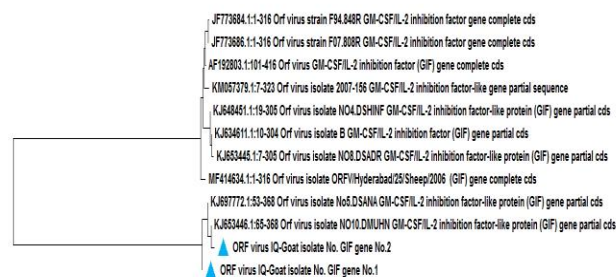 JF773684.1:1-316 Orf virus strain F94.848R GM-CSF/IL-2 inhibition factor gene complete cds
JF773686.1:1-316 Orf virus strain F07.808R GM-CSF/IL-2 inhibition factor gene complete cds
AF192803.1:101-416 Orf virus GM-CSF/IL-2 inhibition factor (GIF) gene complete cds
KM057379.1:7-323 Orf virus isolate 2007-156 GM-CSF/IL-2 inhibition factor-like gene partial sequence
KJ648451.1:19-305 Orf virus isolate NO4.DSHINF GM-CSF/IL-2 inhibition factor-like protein (GIF) gene partial cds
KJ634611.1:10-304 Orf virus isolate B GM-CSF/IL-2 inhibition factor (GIF) gene partial cds
KJ653445.1:7-305 Orf virus isolate NO8.DSADR GM-CSF/IL-2 inhibition factor-like protein (GIF) gene partial cds
MF414634.1:1-316 Orf virus isolate ORFV/Hyderabad/25/Sheep/2006 (GIF) gene complete cds
KJ697772.1:53-368 Orf virus isolate No5.DSANA GM-CSF/IL-2 inhibition factor-like protein (GIF) gene partial cds
KJ653446.1:65-368 Orf virus isolate NO10.DMUHN GM-CSF/IL-2 inhibition factor-like protein (GIF) gene partial cds
ORF virus IQ-Goat isolate No. GIF gene No.2
ORF virus IQ-Goat isolate No. GIF gene No.1